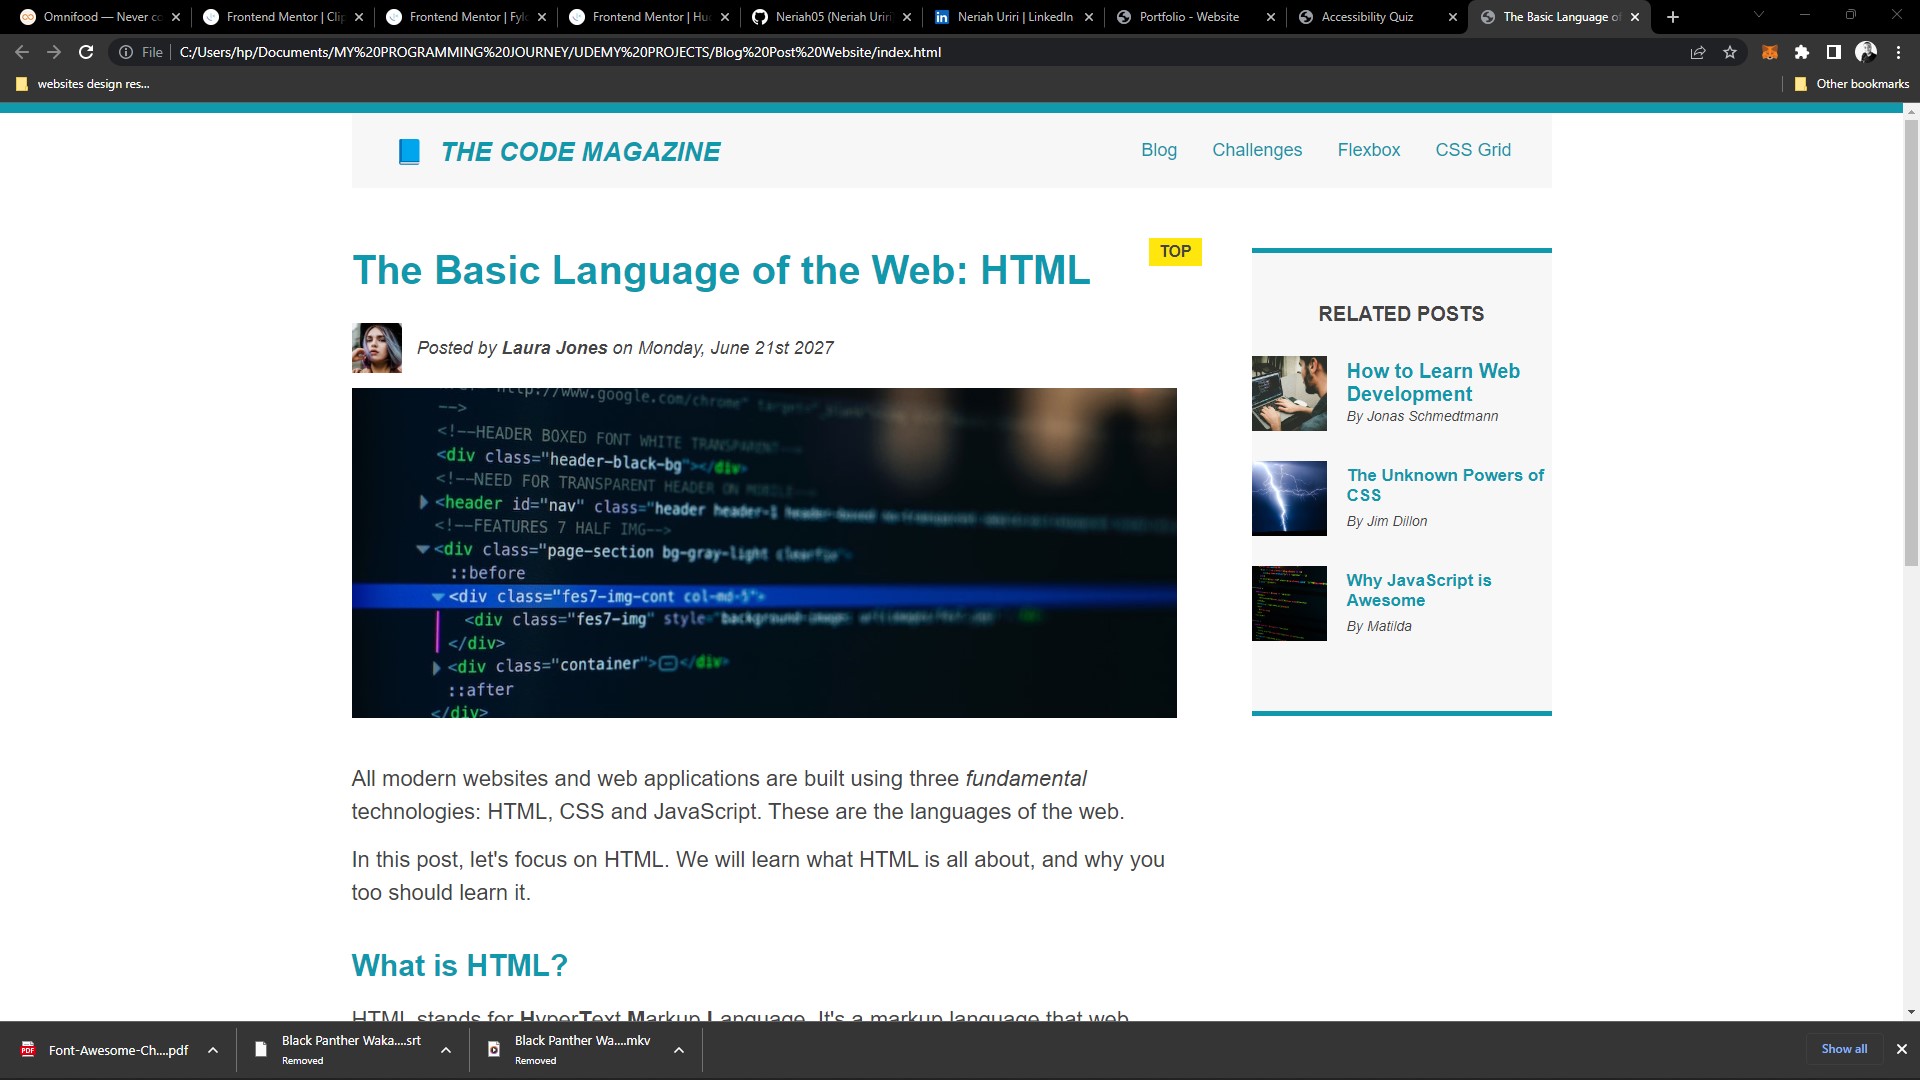 Omnifood — Never co
Frontend Mentor | Clip
Frontend Mentor | Fylo
Frontend Mentor | Hud
Neriah05 (Neriah Uriri
Neriah Uriri | LinkedIn
Portfolio - Website
Accessibility Quiz
The Basic Language of
File
C:/Users/hp/Documents/MY%20PROGRAMMING%20JOURNEY/UDEMY%20PROJECTS/Blog%20Post%20Website/index.html
websites design res...
Other bookmarks
THE CODE MAGAZINE
Blog
Challenges
Flexbox
CSS Grid
The Basic Language of the Web: HTML
TOP
Posted by Laura Jones on Monday, June 21st 2027
http://www.google.com/chrome"
-->
<!--HEADER BOXED FONT WHITE TRANSPARENT-->
<div class="header-black-bg"></div>
<!--NEED FOR TRANSPARENT HEADER ON MOBILE-->
<header id="nav" class="header header-1
<!--FEATURES 7 HALF IMG-->
<div class="page-section bg-gray-light clearfix">
::before
<div class="fes7-img-cont col-md-5">
<div class="fes7-img" style="background-image:
</div>
<div class="container"></div>
::after
</div>
RELATED POSTS
How to Learn Web
Development
By Jonas Schmedtmann
The Unknown Powers of
CSS
By Jim Dillon
Why JavaScript is
Awesome
By Matilda
All modern websites and web applications are built using three fundamental
technologies: HTML, CSS and JavaScript. These are the languages of the web.
In this post, let's focus on HTML. We will learn what HTML is all about, and why you
too should learn it.
What is HTML?
HTML stands for HyperText Markup Language. It's a markup language that web
Font-Awesome-Ch....pdf
Black Panther Waka....srt
Removed
Black Panther Wa....mkv
Removed
Show all